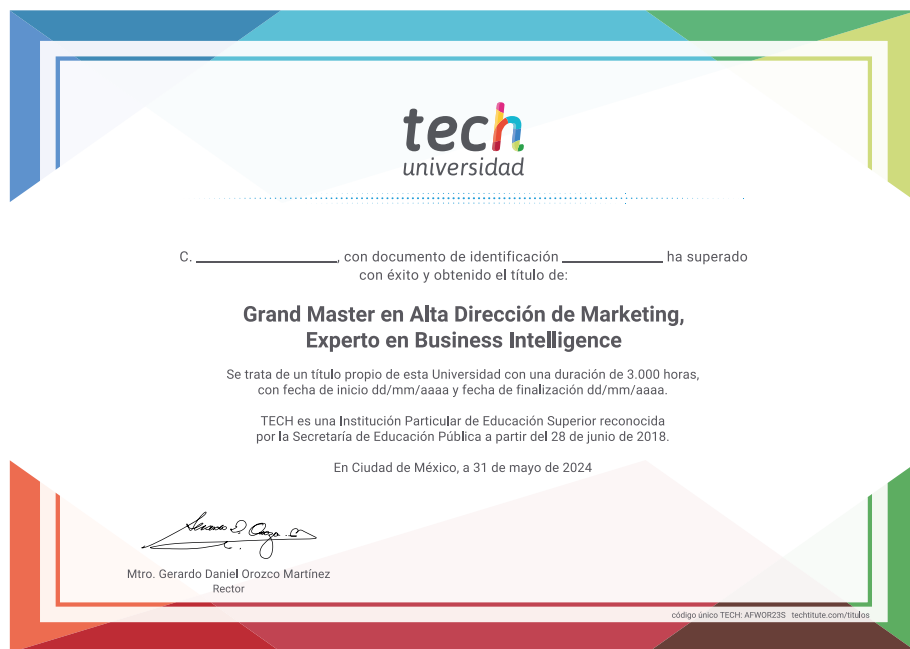 tech
universidad
C. , con documento de identificación ha superado
con éxito y obtenido el título de:
Grand Master en Alta Dirección de Marketing,
Experto en Business Intelligence
Se trata de un título propio de esta Universidad con una duración de 3.000 horas,
con fecha de inicio dd/mm/aaaa y fecha de finalización dd/mm/aaaa.
TECH es una Institución Particular de Educación Superior reconocida
por la Secretaría de Educación Pública a partir del 28 de junio de 2018.
En Ciudad de México, a 31 de mayo de 2024
Mtro. Gerardo Daniel Orozco Martínez
Rector
código único TECH: AFWOR23S techtitute.com/titulos